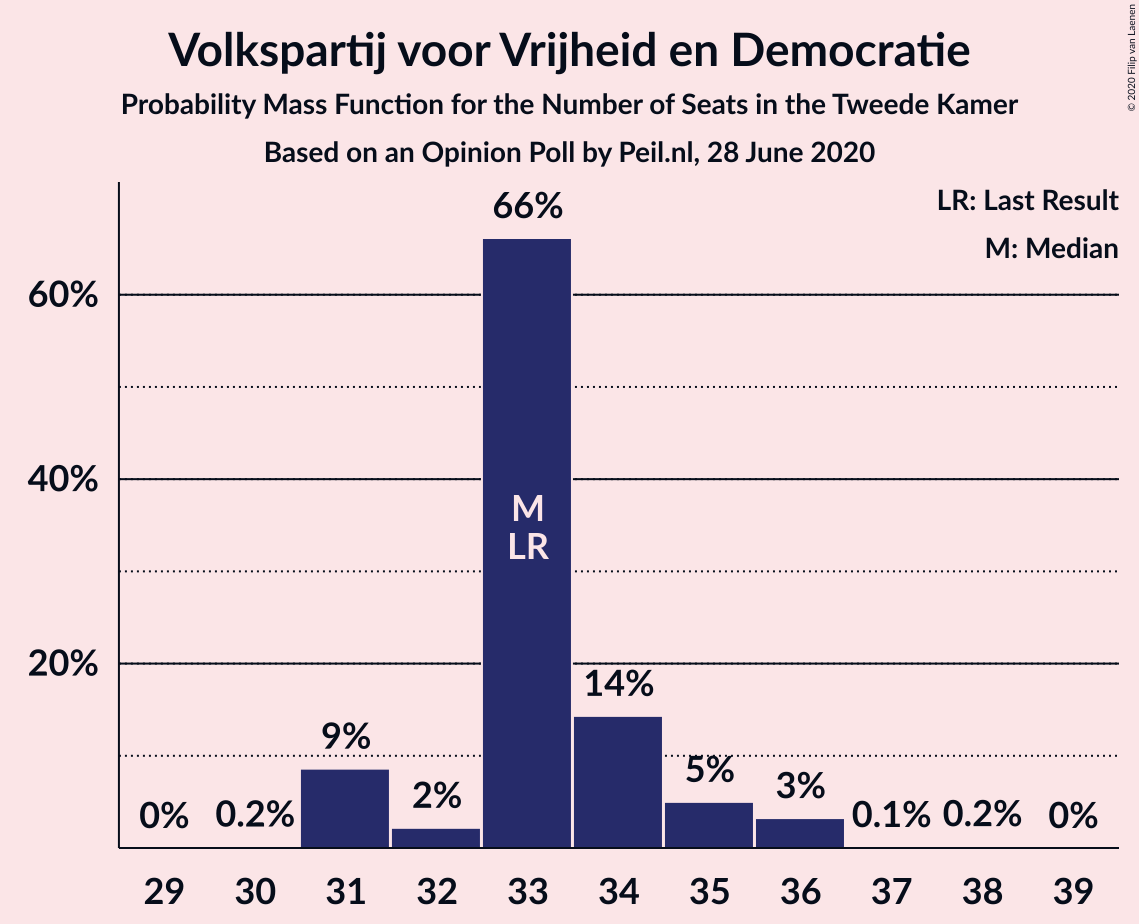 Volkspartij voor Vrijheid en Democratie
Probability Mass Function for the Number of Seats in the Tweede Kamer
Based on an Opinion Poll by Peil.nl, 28 June 2020
© 2020 Filip van Laenen
LR: Last Result
M: Median
60%
40%
20%
0%
0.2%
9%
2%
66%
M
LR
14%
5%
3%
0.1%
0.2%
0%
29 30 31 32 33 34 35 36 37 38 39